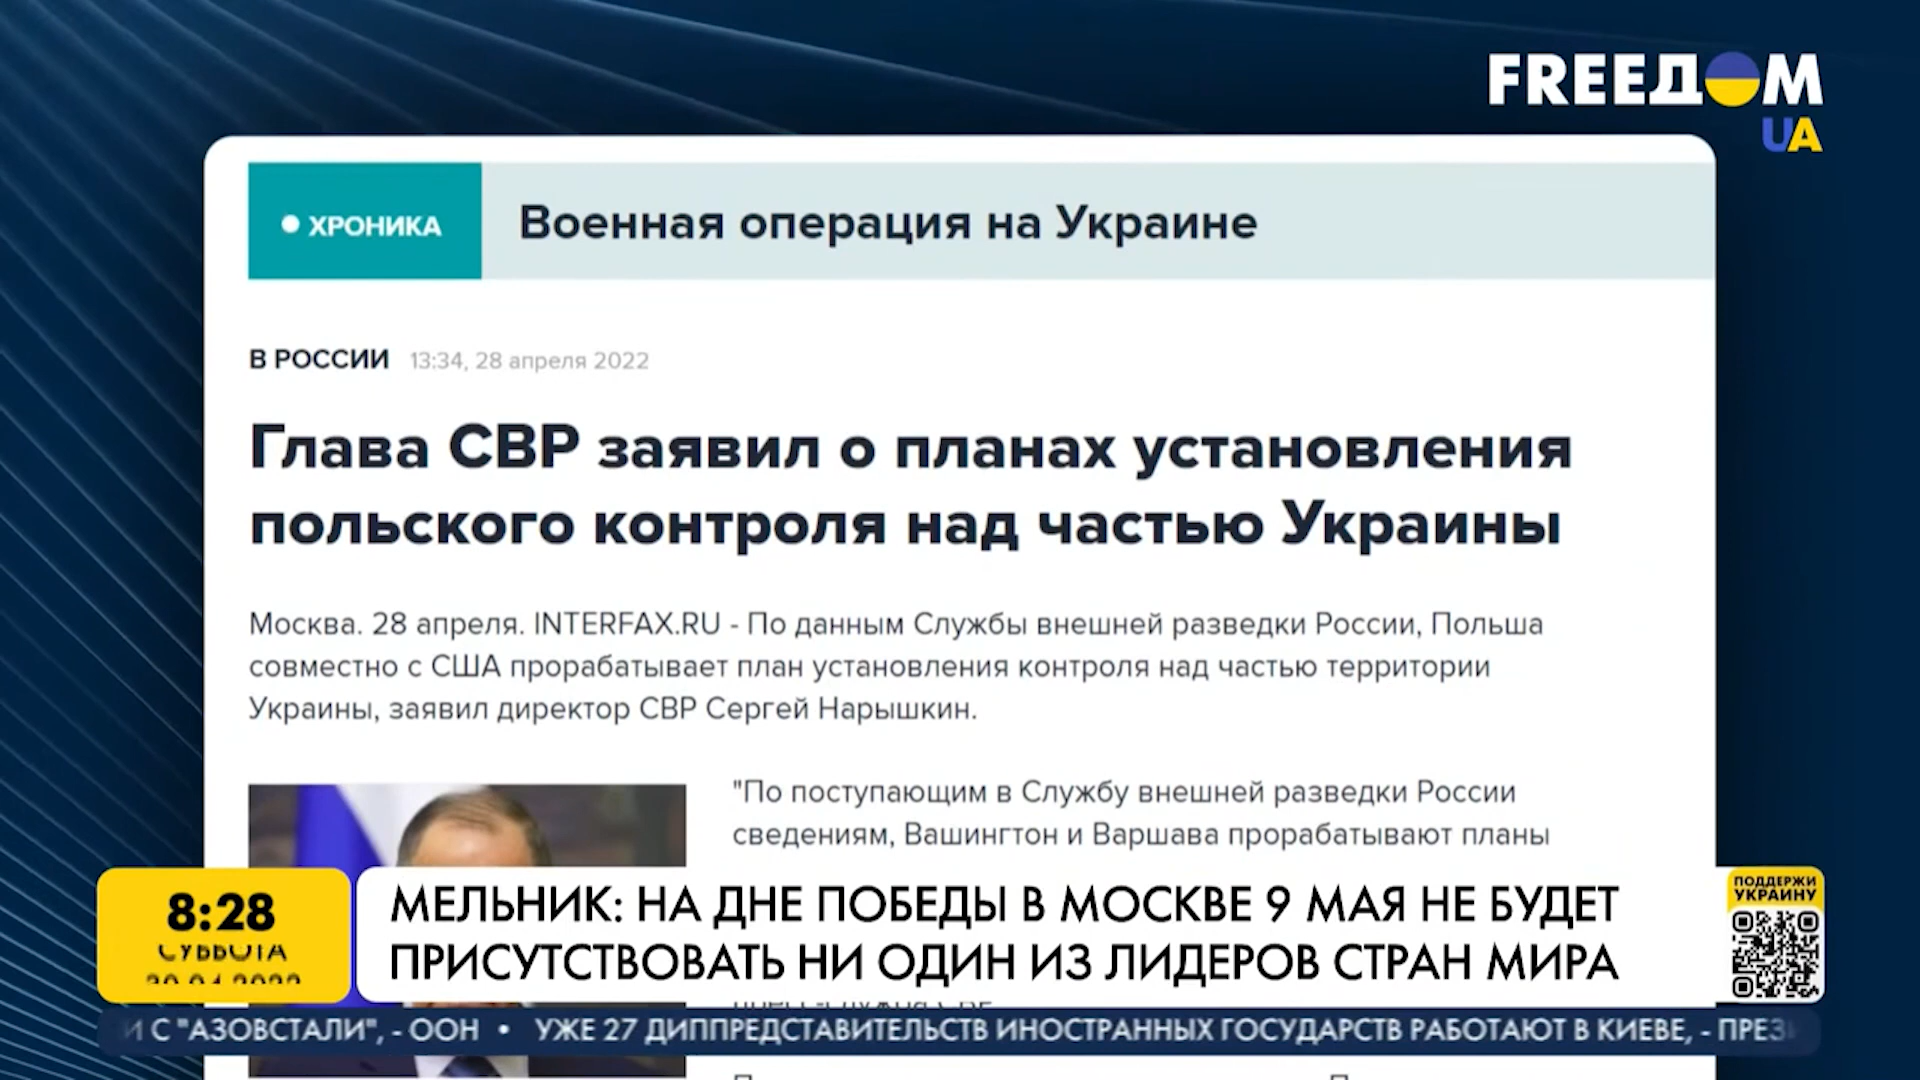 FREEДOM
UA
ХРОНИКА
Военная операция на Украине
В РОССИИ 13:34, 28 апреля 2022
Глава СВР заявил о планах установления
польского контроля над частью Украины
Москва. 28 апреля. INTERFAX.RU - По данным Службы внешней разведки России, Польша
совместно с США прорабатывает план установления контроля над частью территории
Украины, заявил директор СВР Сергей Нарышкин.
"По поступающим в Службу внешней разведки России
сведениям, Вашингтон и Варшава прорабатывают планы
8:28
СУББОТА
30.04.2022
МЕЛЬНИК: НА ДНЕ ПОБЕДЫ В МОСКВЕ 9 МАЯ НЕ БУДЕТ
ПРИСУТСТВОВАТЬ НИ ОДИН ИЗ ЛИДЕРОВ СТРАН МИРА
ПОДДЕРЖИ
УКРАИНУ
И С "АЗОВСТАЛИ", - ООН • УЖЕ 27 ДИППРЕДСТАВИТЕЛЬСТВ ИНОСТРАННЫХ ГОСУДАРСТВ РАБОТАЮТ В КИЕВЕ, - ПРЕЗ